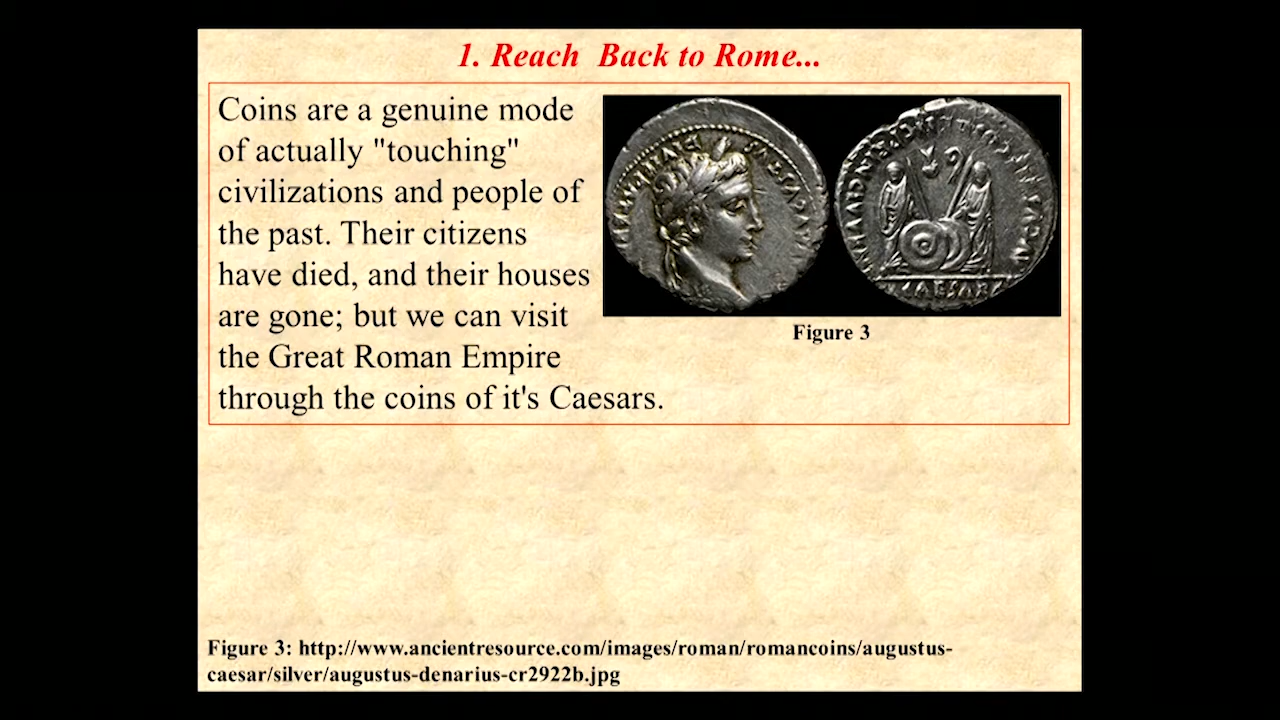 1. Reach Back to Rome...
Coins are a genuine mode
of actually "touching"
civilizations and people of
the past. Their citizens
have died, and their houses
are gone; but we can visit
the Great Roman Empire
through the coins of it's Caesars.
Figure 3
Figure 3: http://www.ancientresource.com/images/roman/romancoins/augustus-
caesar/silver/augustus-denarius-cr2922b.jpg